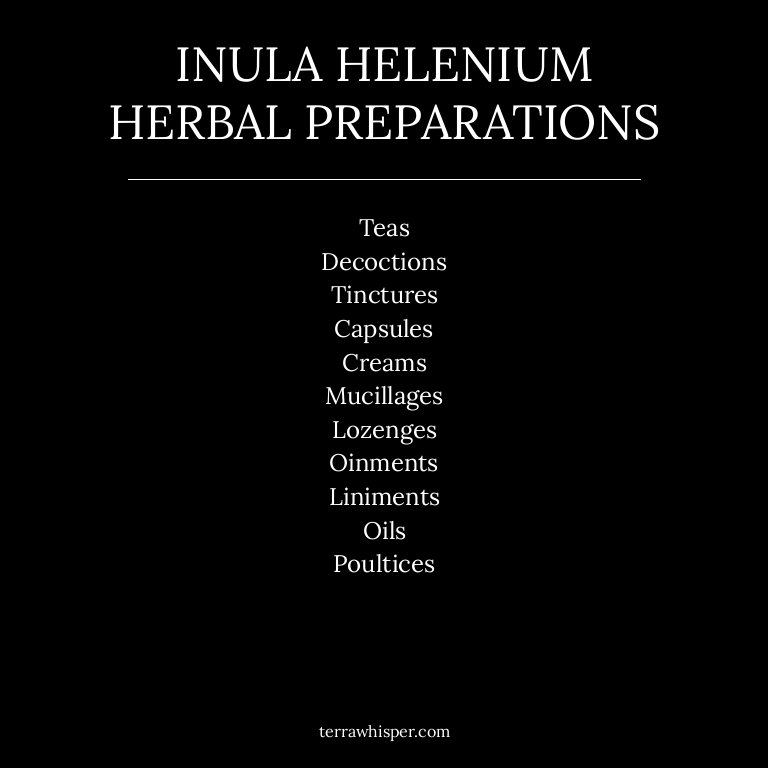 INULA HELENIUM
HERBAL PREPARATIONS
Teas
Decoctions
Tinctures
Capsules
Creams
Mucillages
Lozenges
Oinments
Liniments
Oils
Poultices
terrawhisper.com